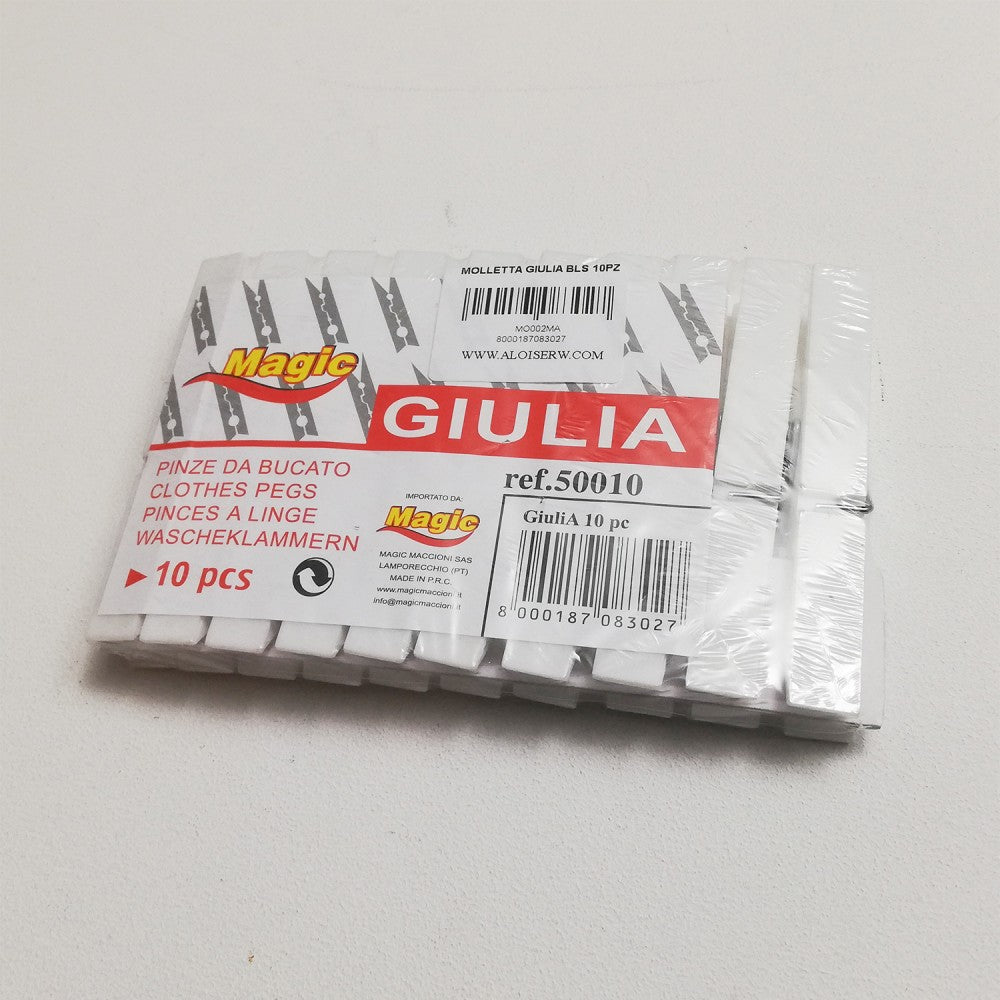 MOLLETTA GIULIA BLS 10PZ
MO002MA
8000187083027
WWW.ALOISERW.COM
Magic
GIULIA
PINZE DA BUCATO
CLOTHES PEGS
PINCES A LINGE
WASCHEKLAMMERN
▶ 10 pcs
IMPORTATO DA:
Magic
MAGIC MACCIONI SAS
LAMPORECCHIO (PT)
MADE IN P.R.C.
www.magicmaccioni.it
info@magicmaccioni.it
ref.50010
GiuliA 10 pc
8 000187 083027